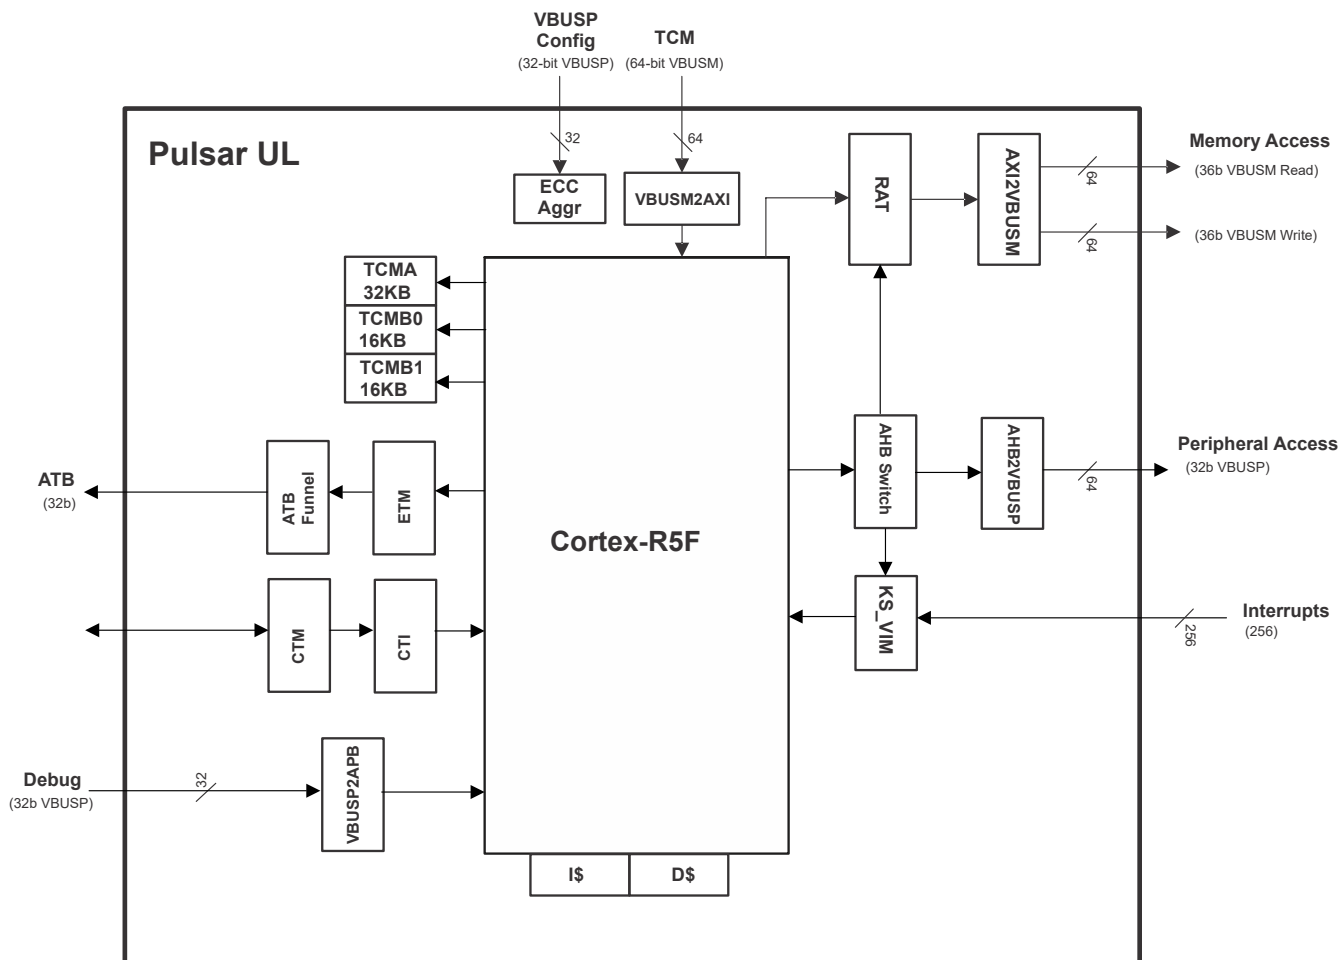 VBUSP
Config
(32-bit VBUSP)
TCM
(64-bit VBUSM)
32
64
Pulsar UL
ECC
Aggr
VBUSM2AXI
RAT
AXI2VBUSM
64
64
Memory Access
(36b VBUSM Read)
(36b VBUSM Write)
TCMA
32KB
TCMB0
16KB
TCMB1
16KB
ATB
(32b)
ATB
Funnel
ETM
Cortex-R5F
AHB Switch
AHB2VBUSP
64
Peripheral Access
(32b VBUSP)
CTM
CTI
KS_VIM
256
Interrupts
(256)
Debug
(32b VBUSP)
32
VBUSP2APB
I$
D$